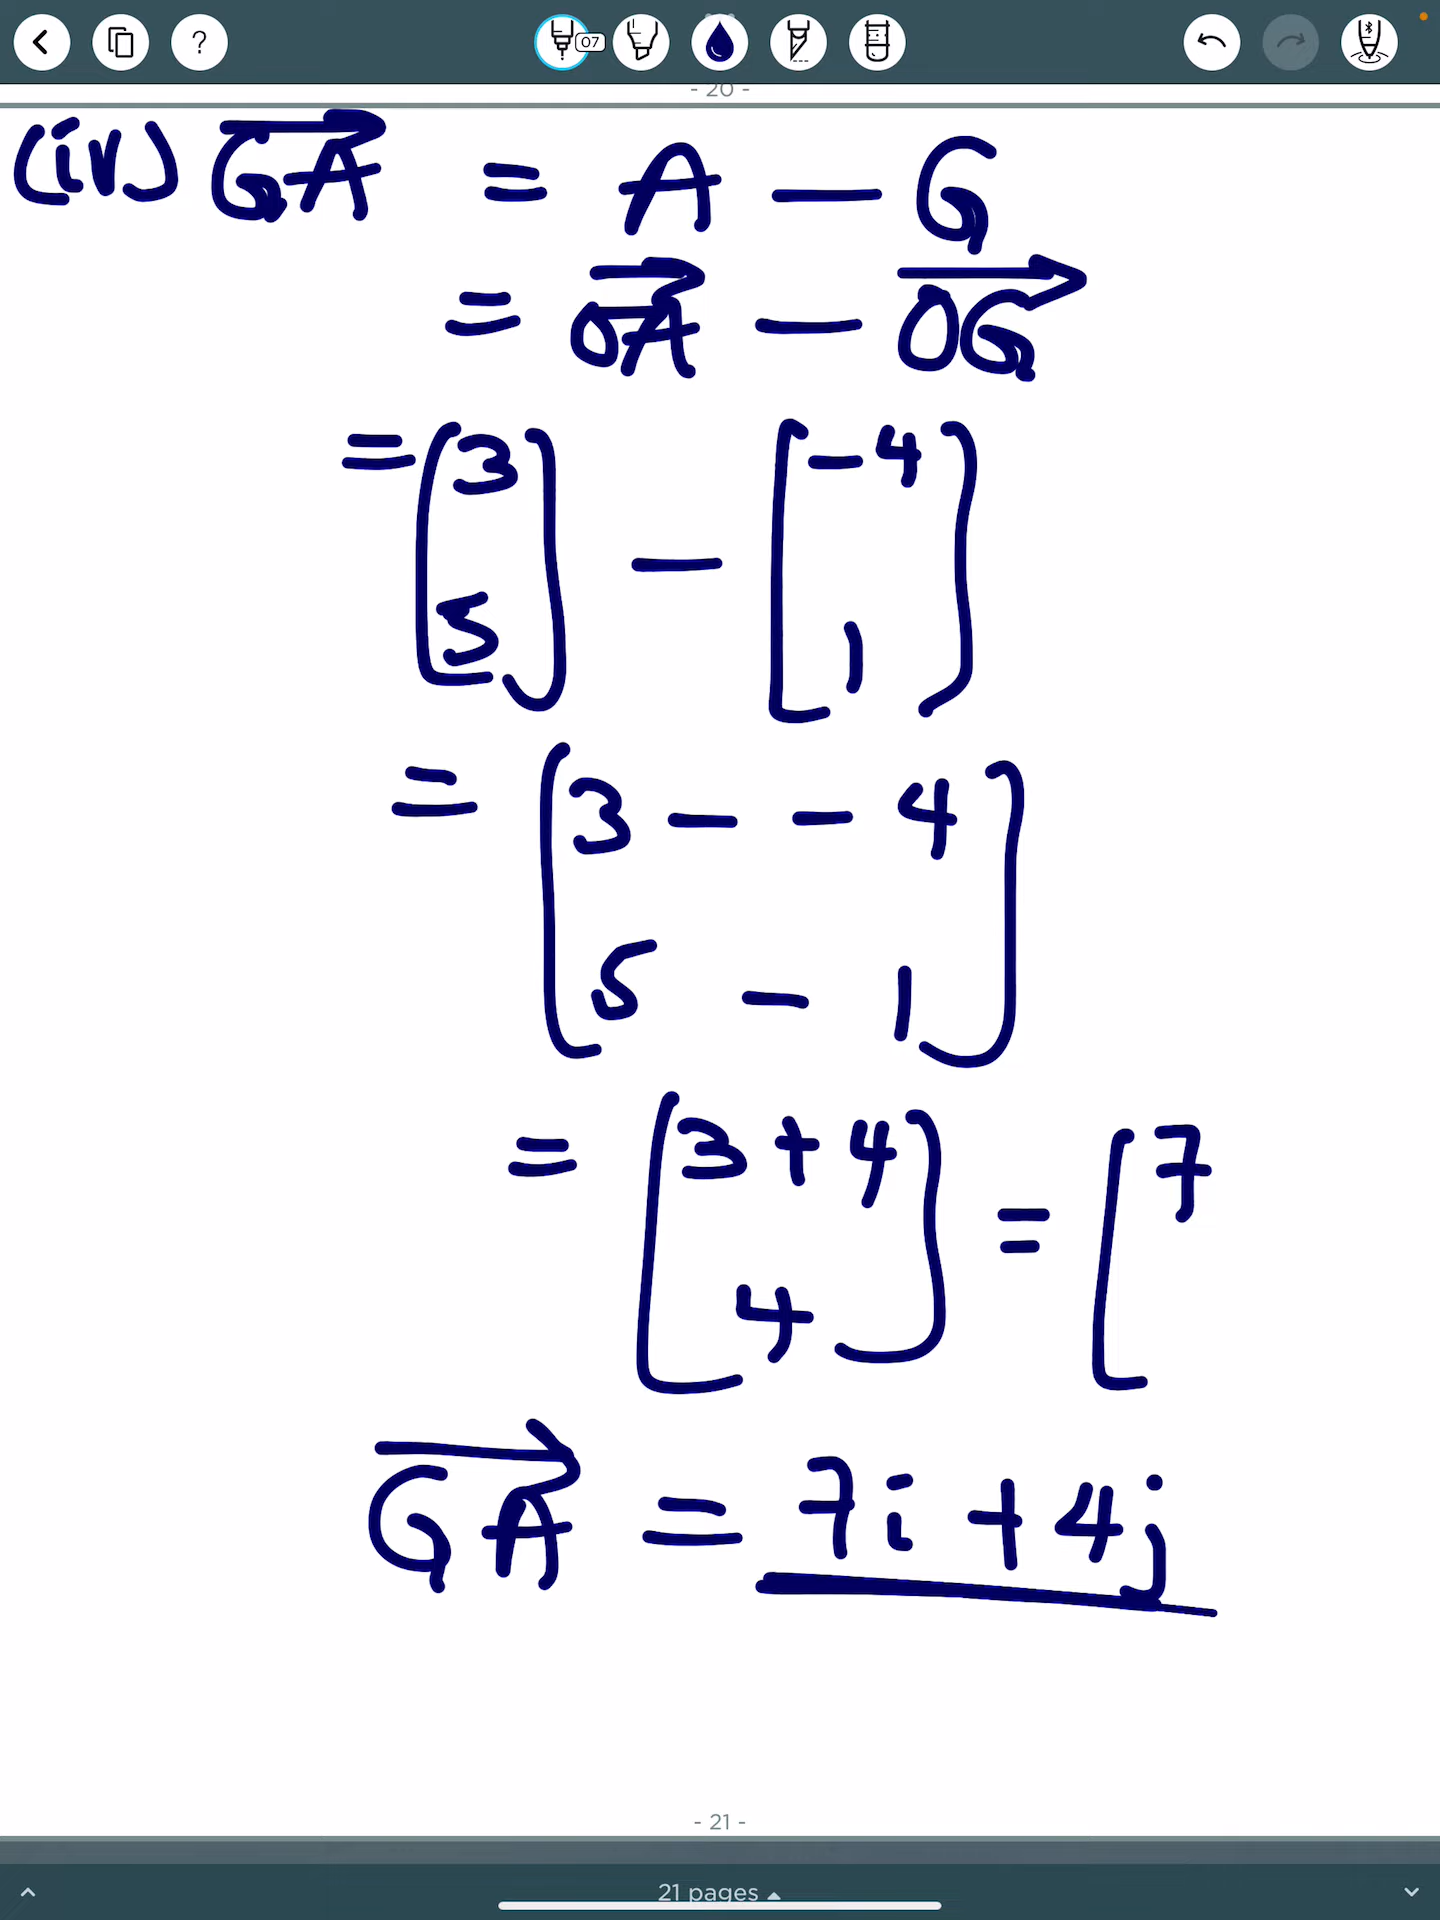 07
?
- 20 -
(iv) GA = A - G
= OA - OG
= [3 5] - [-4 1]
= [3 - - 4 5 - 1]
= [3 + 4 4] = [7
GA = 7i + 4j
- 21 -
21 pages